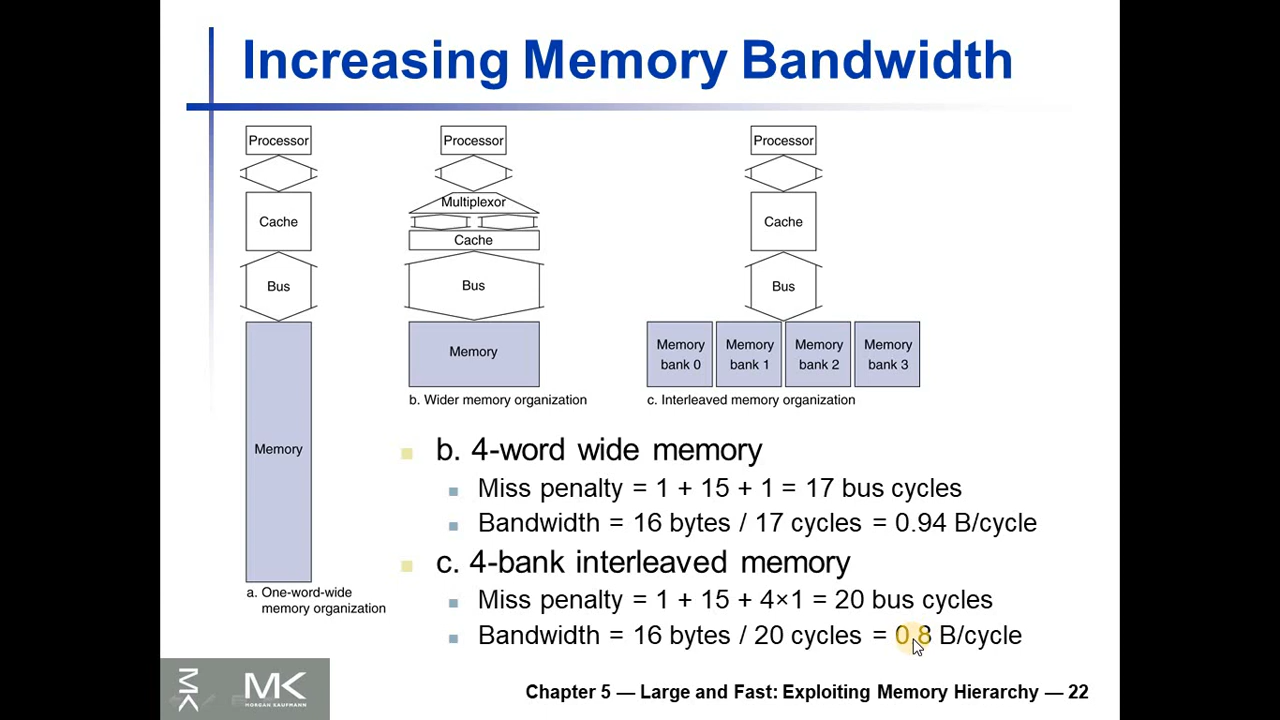 Increasing Memory Bandwidth
Processor
Cache
Bus
Memory
a. One-word-wide
memory organization
Processor
Multiplexor
Cache
Bus
Memory
b. Wider memory organization
Processor
Cache
Bus
Memory
bank 0
Memory
bank 1
Memory
bank 2
Memory
bank 3
c. Interleaved memory organization
b. 4-word wide memory
Miss penalty = 1 + 15 + 1 = 17 bus cycles
Bandwidth = 16 bytes / 17 cycles = 0.94 B/cycle
c. 4-bank interleaved memory
Miss penalty = 1 + 15 + 4×1 = 20 bus cycles
Bandwidth = 16 bytes / 20 cycles = 0.8 B/cycle
MK
MK
MORGAN KAUFMANN
Chapter 5 — Large and Fast: Exploiting Memory Hierarchy — 22